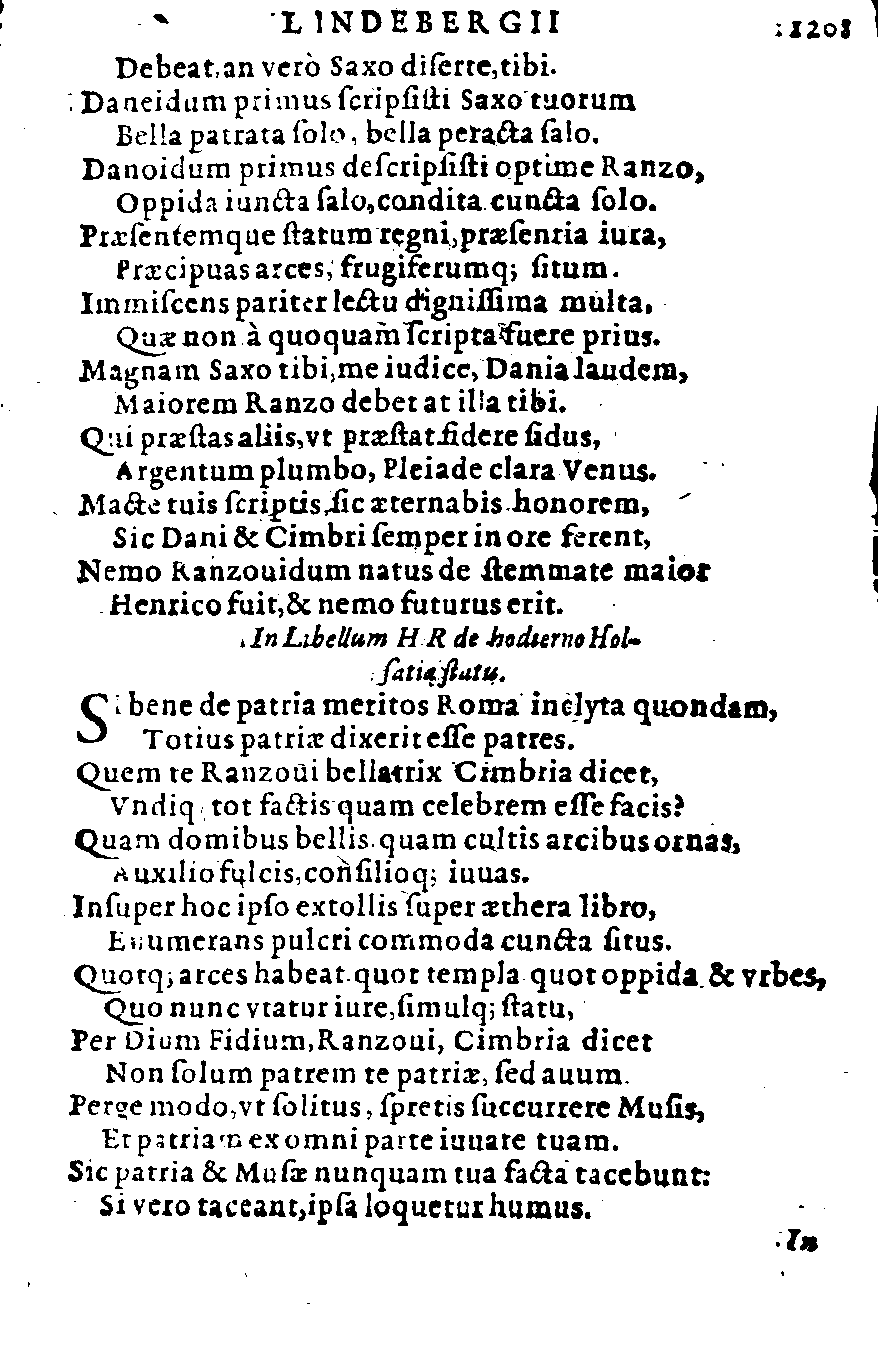 LINDEBERGII 1201
Debeat, an verò Saxo diſerte, tibi.
Daneidum primus ſcripſiſti Saxo tuorum
Bella patrata ſolo, bella peracta ſalo.
Danoidum primus deſcripſiſti optime Ranzo,
Oppida iuncta ſalo, condita cuncta ſolo.
Præſentemque ſtatum regni, præſentia iura,
Præcipuas arces, frugiferumq; ſitum.
Immiſcens pariter lectu digniſſima multa,
Quæ non à quoquam ſcripta fuere prius.
Magnam Saxo tibi, me iudice, Dania laudem,
Maiorem Ranzo debet at illa tibi.
Qui præſtas aliis, vt præſtat ſidere ſidus,
Argentum plumbo, Pleiade clara Venus.
Macte tuis ſcriptis, ſic æternabis honorem,
Sic Dani & Cimbri ſemper in ore ferent,
Nemo Ranzouidum natus de ſtemmate maior
Henrico fuit, & nemo futurus erit.
In Libellum H R de hodierno Hol-
ſatiæ ſtatu.
Si bene de patria meritos Roma inclyta quondam,
Totius patriæ dixerit eſſe patres.
Quem te Ranzoui bellatrix Cimbria dicet,
Vndiq; tot factis quam celebrem eſſe facis?
Quam domibus bellis. quam cultis arcibus ornas,
Auxilio fulcis, conſilioq; iuuas.
Inſuper hoc ipſo extollis ſuper æthera libro,
Enumerans pulcri commoda cuncta ſitus.
Quotq; arces habeat. quot templa quot oppida & vrbes,
Quo nunc vtatur iure, ſimulq; ſtatu,
Per Dium Fidium, Ranzoui, Cimbria dicet
Non ſolum patrem te patriæ, ſed auum.
Perge modo, vt ſolitus, ſpretis ſuccurrere Muſis,
Et patriam ex omni parte iuuare tuam.
Sic patria & Muſæ nunquam tua facta tacebunt:
Si vero taceant, ipſa loquetur humus.
In